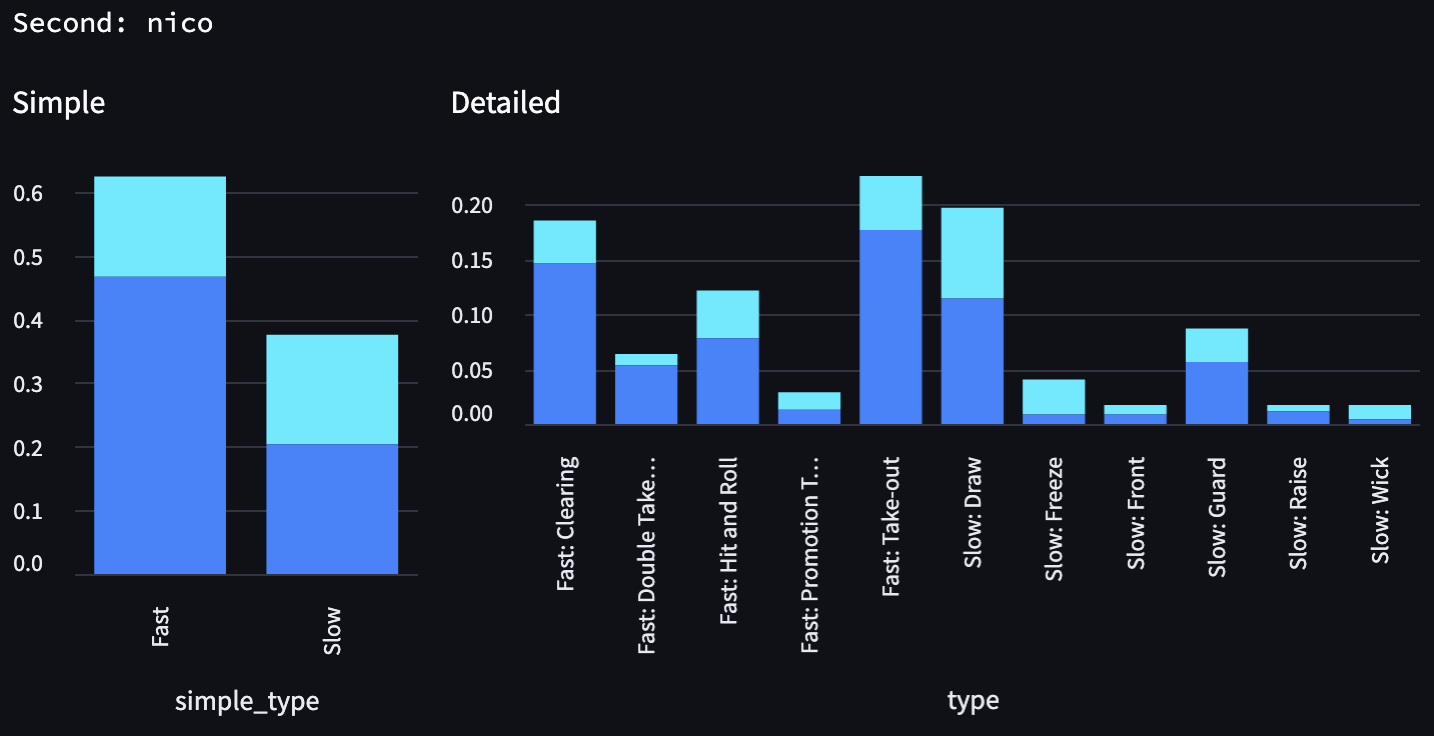 Second: nico
Simple
0.6
0.5
0.4
0.3
0.2
0.1
0.0
Fast
Slow
simple_type
Detailed
0.20
0.15
0.10
0.05
0.00
Fast: Clearing
Fast: Double Take…
Fast: Hit and Roll
Fast: Promotion T…
Fast: Take-out
Slow: Draw
Slow: Freeze
Slow: Front
Slow: Guard
Slow: Raise
Slow: Wick
type